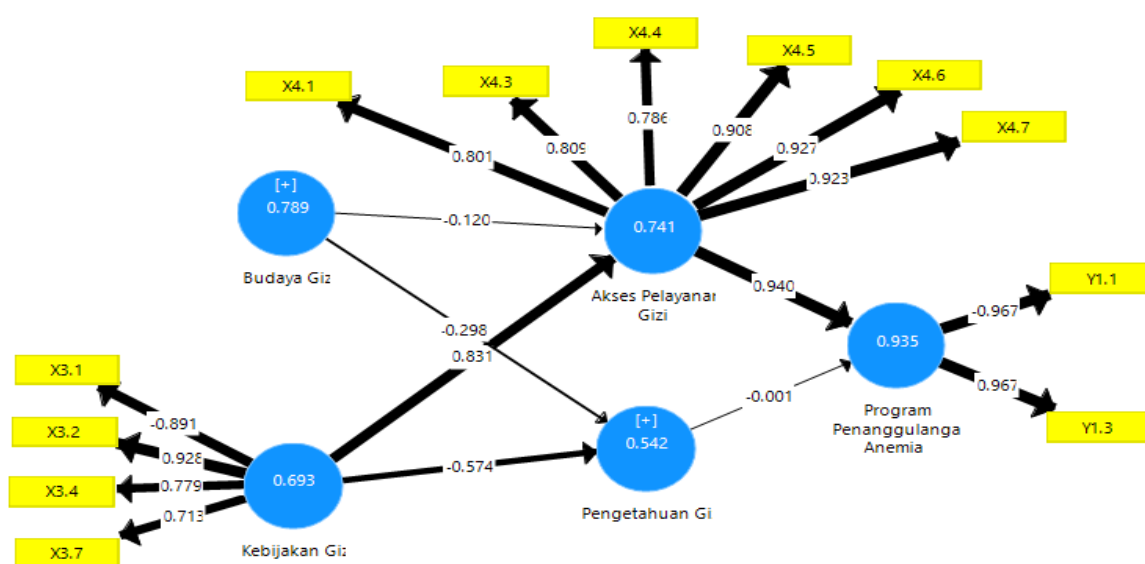 X4.4
X4.5
X4.3
X4.6
X4.1
X4.7
0.786
0.908
0.801
0.809
0.927
0.923
[+]
0.789
-0.120
0.741
Budaya Giz
Akses Pelayanar
Gizi
0.940
Y1.1
-0.967
-0.298
0.831
0.935
0.967
X3.1
-0.891
-0.001
Program
Penanggulanga
Anemia
Y1.3
X3.2
0.928
[+]
0.542
-0.574
X3.4
0.779
0.693
0.713
Pengetahuan Gi
X3.7
Kebijakan Giz